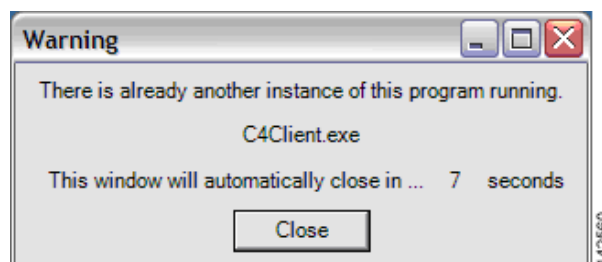 Warning
There is already another instance of this program running.
C4Client.exe
This window will automatically close in ... 7 seconds
Close